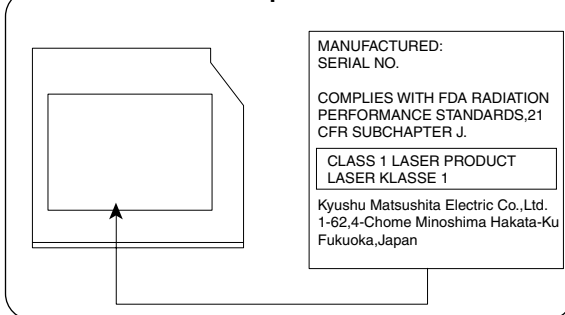 MANUFACTURED:
SERIAL NO.
COMPLIES WITH FDA RADIATION
PERFORMANCE STANDARDS,21
CFR SUBCHAPTER J.
CLASS 1 LASER PRODUCT
LASER KLASSE 1
Kyushu Matsushita Electric Co.,Ltd.
1-62,4-Chome Minoshima Hakata-Ku
Fukuoka,Japan